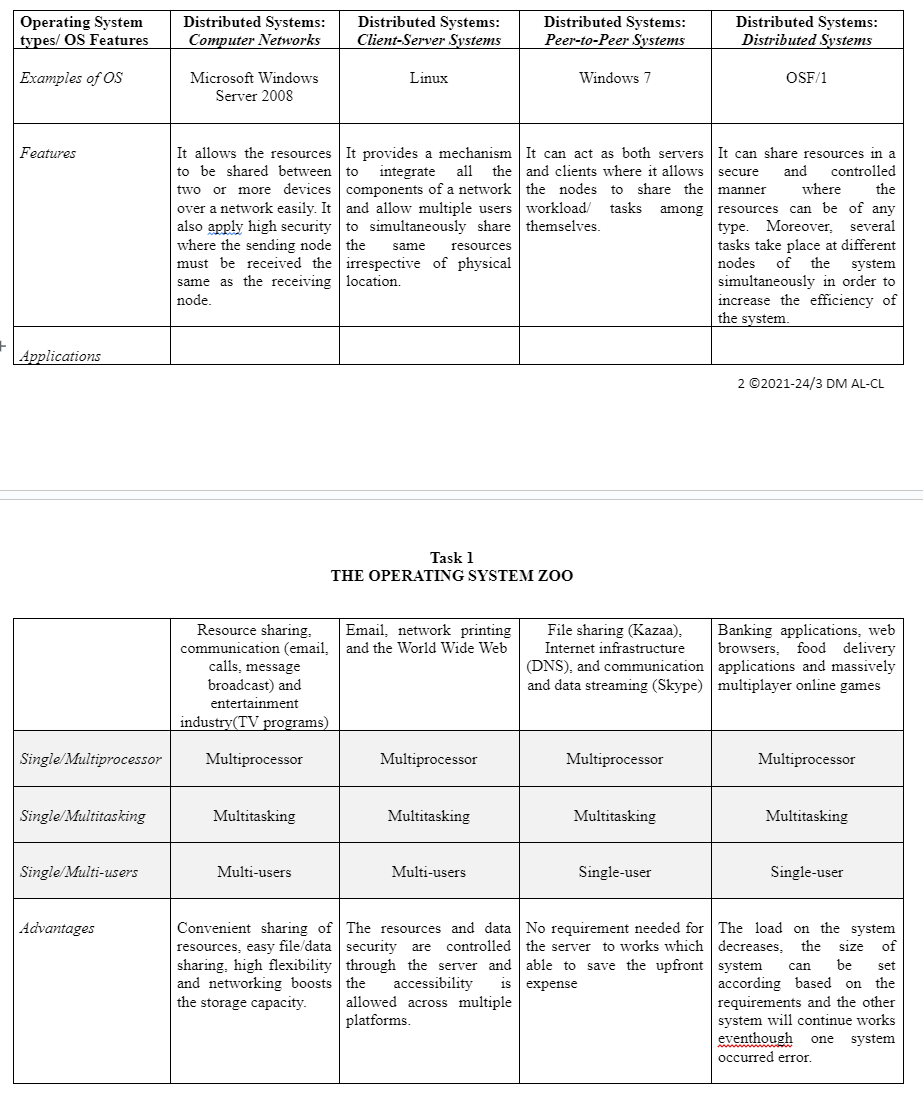 Operating System
types/ OS Features
Distributed Systems:
Computer Networks
Distributed Systems:
Client-Server Systems
Distributed Systems:
Peer-to-Peer Systems
Distributed Systems:
Distributed Systems
Examples of OS
Microsoft Windows
Server 2008
Linux
Windows 7
OSF/1
Features
It allows the resources
to be shared between
two or more devices
over a network easily. It
also apply high security
where the sending node
must be received the
same as the receiving
node.
It provides a mechanism
to integrate all the
components of a network
and allow multiple users
to simultaneously share
the same resources
irrespective of physical
location.
It can act as both servers
and clients where it allows
the nodes to share the
workload/ tasks among
themselves.
It can share resources in a
secure and controlled
manner where the
resources can be of any
type. Moreover, several
tasks take place at different
nodes of the system
simultaneously in order to
increase the efficiency of
the system.
Applications
2 ©2021-24/3 DM AL-CL
Task 1
THE OPERATING SYSTEM ZOO
Resource sharing,
communication (email,
calls, message
broadcast) and
entertainment
industry(TV programs)
Email, network printing
and the World Wide Web
File sharing (Kazaa),
Internet infrastructure
(DNS), and communication
and data streaming (Skype)
Banking applications, web
browsers, food delivery
applications and massively
multiplayer online games
Single/Multiprocessor
Multiprocessor
Multiprocessor
Multiprocessor
Multiprocessor
Single/Multitasking
Multitasking
Multitasking
Multitasking
Multitasking
Single/Multi-users
Multi-users
Multi-users
Single-user
Single-user
Advantages
Convenient sharing of
resources, easy file/data
sharing, high flexibility
and networking boosts
the storage capacity.
The resources and data
security are controlled
through the server and
the accessibility is
allowed across multiple
platforms.
No requirement needed for
the server to works which
able to save the upfront
expense
The load on the system
decreases, the size of
system can be set
according based on the
requirements and the other
system will continue works
eventhough one system
occurred error.